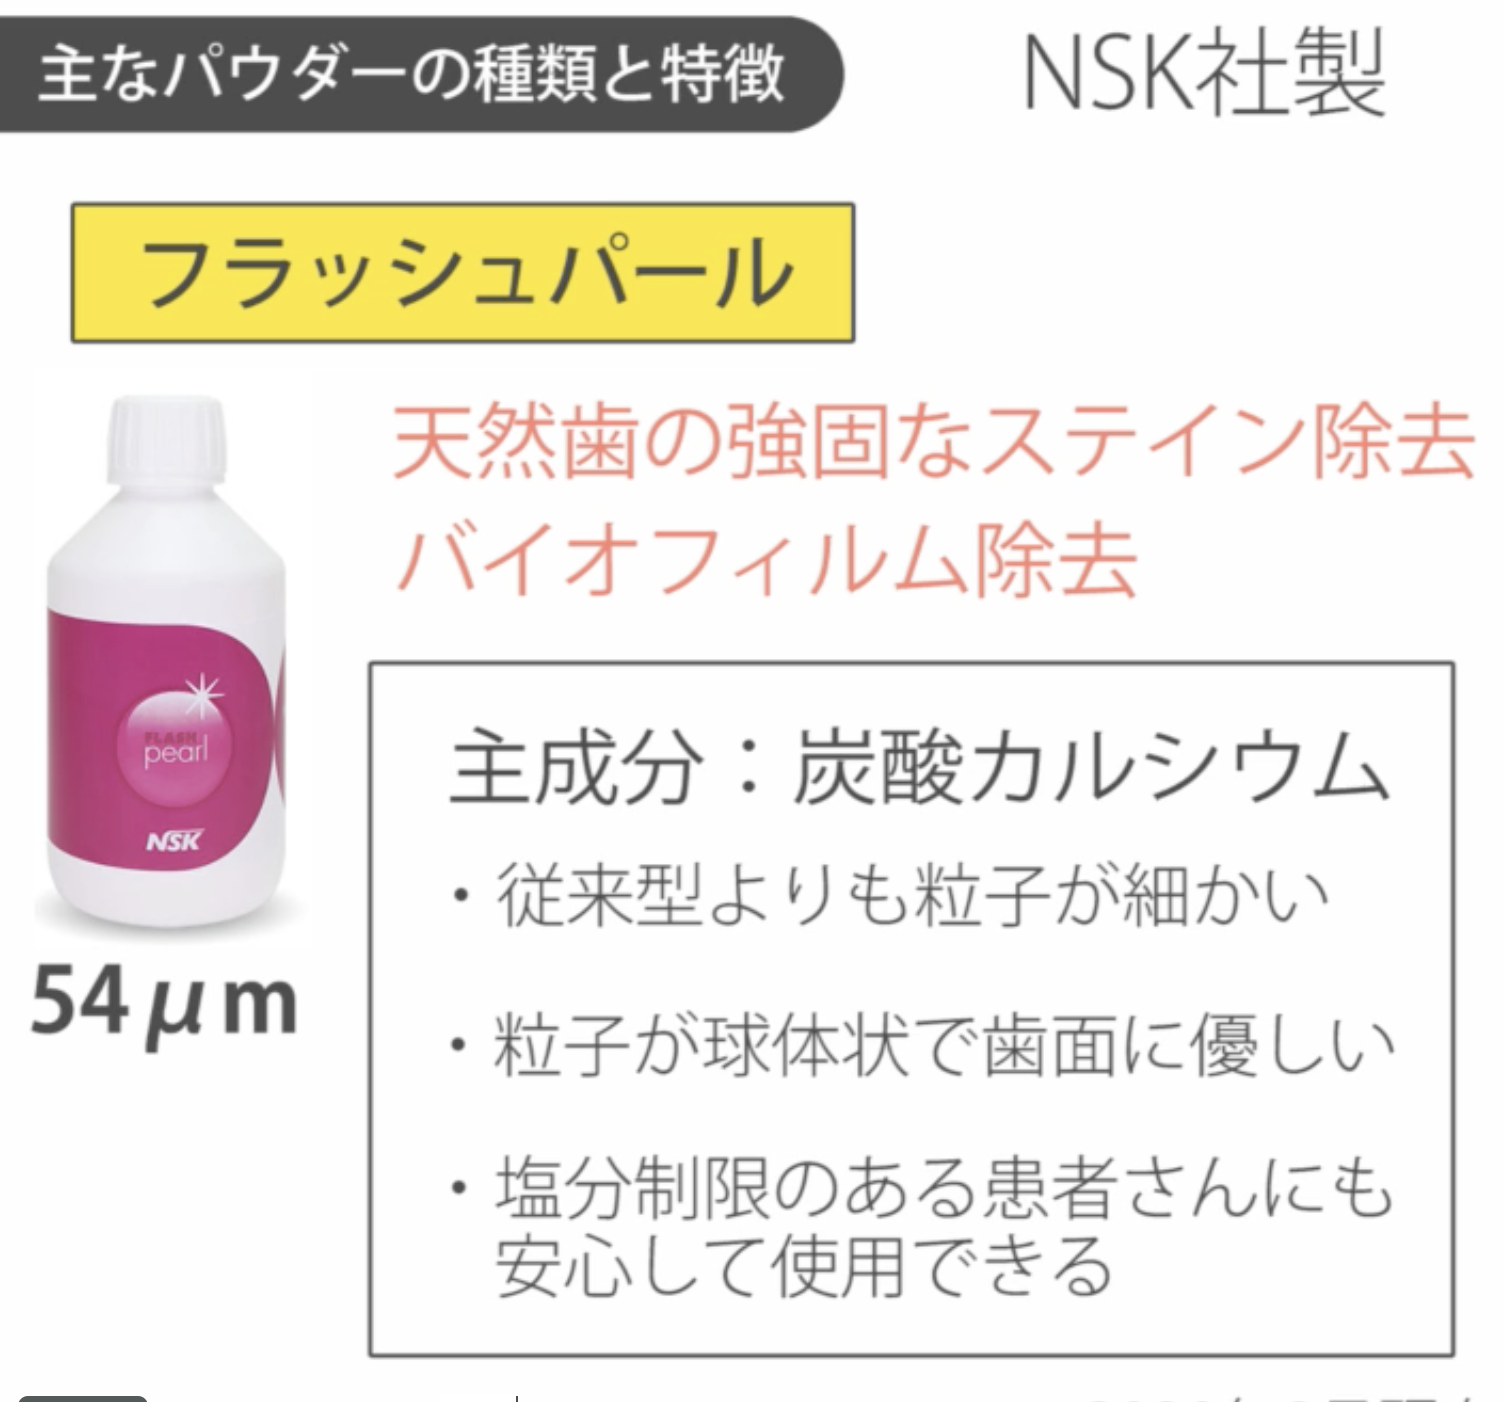 主なパウダーの種類と特徴
NSK社製
フラッシュパール
天然歯の強固なステイン除去
バイオフィルム除去
FLASH
pearl
NSK
54μm
主成分：炭酸カルシウム
・従来型よりも粒子が細かい
・粒子が球体状で歯面に優しい
・塩分制限のある患者さんにも
安心して使用できる